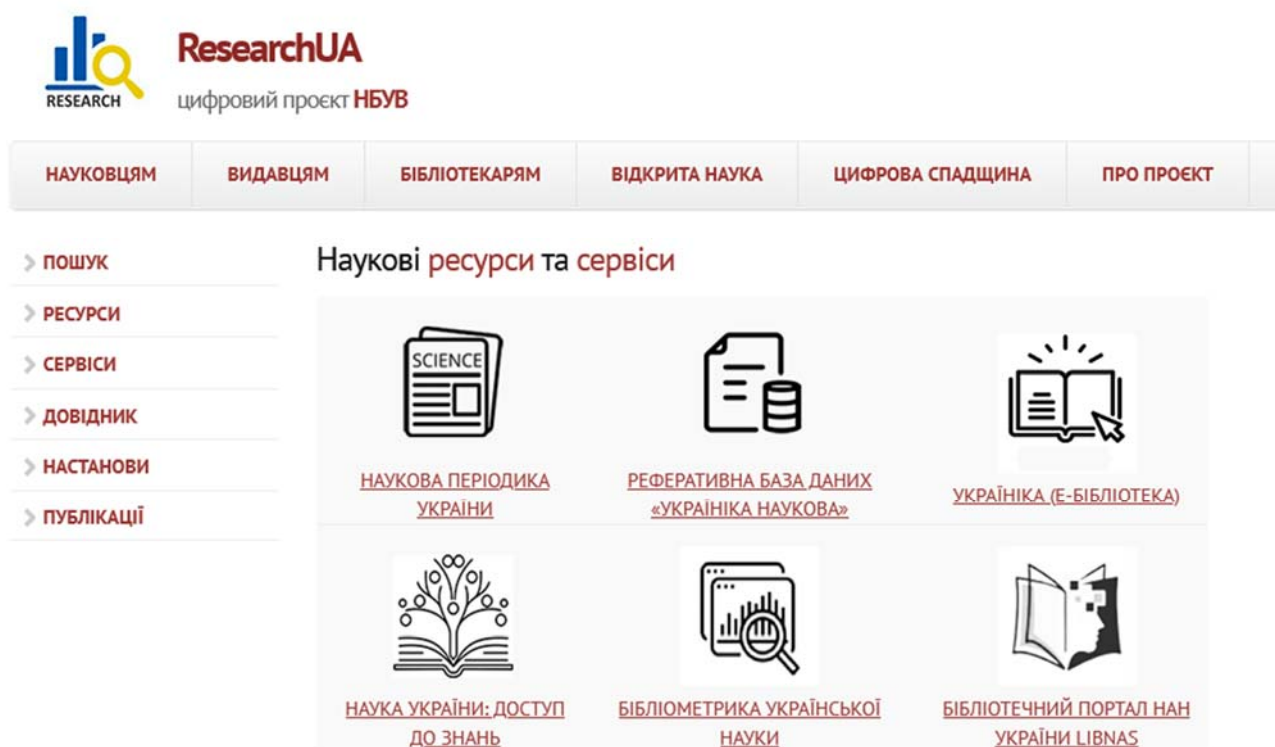 ResearchUA
RESEARCH
цифровий проєкт НБУВ
НАУКОВЦЯМ ВИДАВЦЯМ БІБЛІОТЕКАРЯМ ВІДКРИТА НАУКА ЦИФРОВА СПАДЩИНА ПРО ПРОЄКТ
ПОШУК
РЕСУРСИ
СЕРВІСИ
ДОВІДНИК
НАСТАНОВИ
ПУБЛІКАЦІЇ
Наукові ресурси та сервіси
SCIENCE
НАУКОВА ПЕРІОДИКА
УКРАЇНИ
РЕФЕРАТИВНА БАЗА ДАНИХ
«УКРАЇНІКА НАУКОВА»
УКРАЇНІКА (Е-БІБЛІОТЕКА)
НАУКА УКРАЇНИ: ДОСТУП
ДО ЗНАНЬ
БІБЛІОМЕТРИКА УКРАЇНСЬКОЇ
НАУКИ
БІБЛІОТЕЧНИЙ ПОРТАЛ НАН
УКРАЇНИ LIBNAS